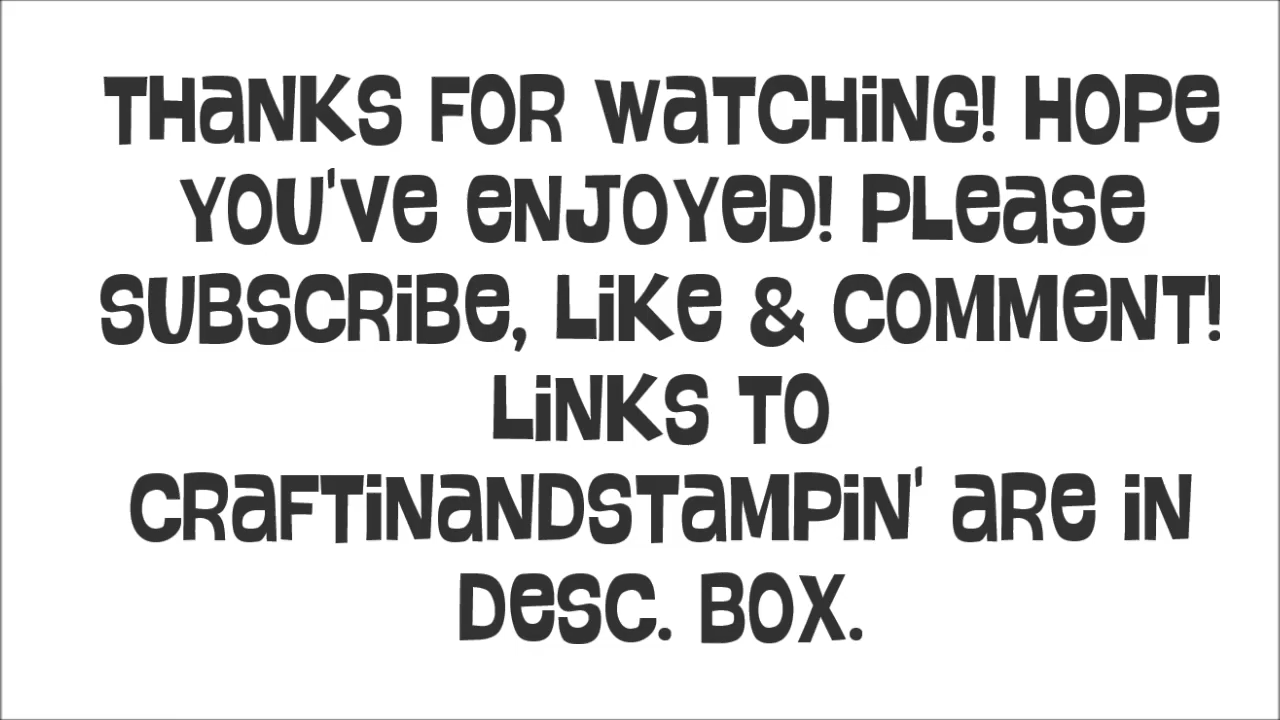 THANKS FOR WATCHING! HOPE
YOU'VE ENJOYED! PLEASE
SUBSCRIBE, LIKE & COMMENT!
LINKS TO
CRAFTINANDSTAMPIN' ARE IN
DESC. BOX.